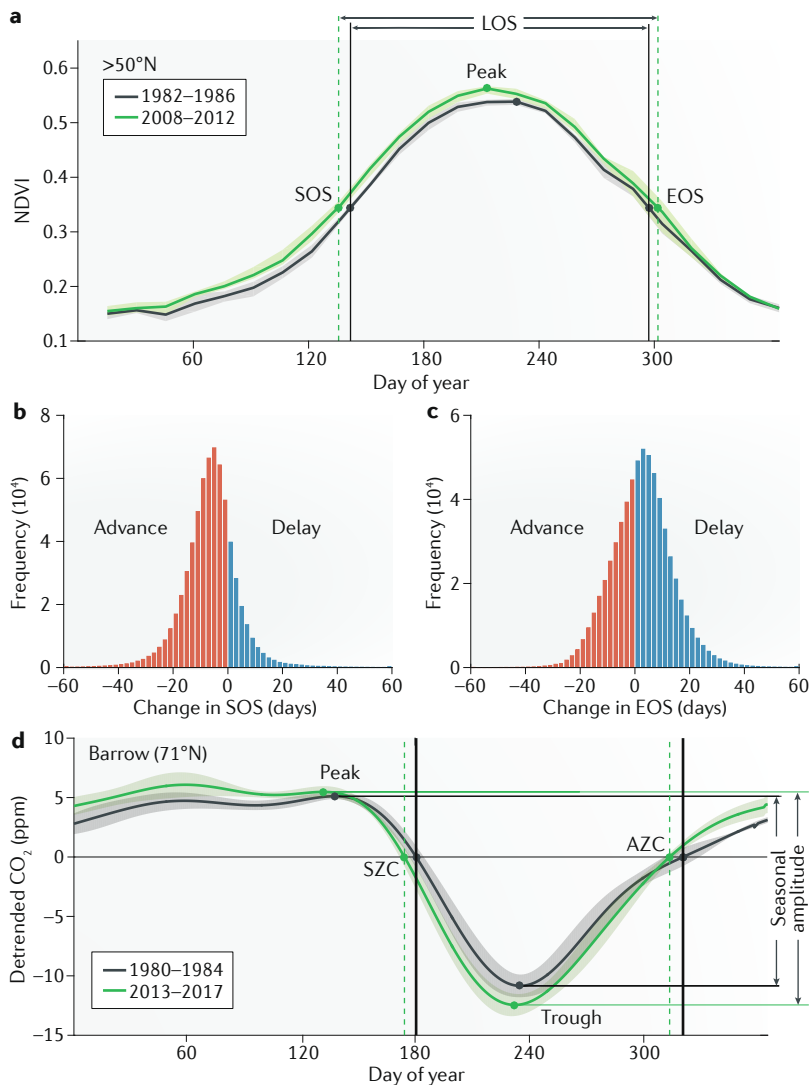 a
LOS
>50°N
1982–1986
2008–2012
Peak
SOS
EOS
NDVI
0.6
0.5
0.4
0.3
0.2
0.1
60
120
180
240
300
Day of year
b
8
6
4
2
0
Frequency (10⁴)
Advance
Delay
−60
−40
−20
0
20
40
60
Change in SOS (days)
c
6
4
2
0
Frequency (10⁴)
Advance
Delay
−60
−40
−20
0
20
40
60
Change in EOS (days)
d
Barrow (71°N)
Peak
SZC
AZC
Trough
Seasonal
amplitude
1980–1984
2013–2017
Detrended CO₂ (ppm)
10
5
0
−5
−10
−15
60
120
180
240
300
Day of year